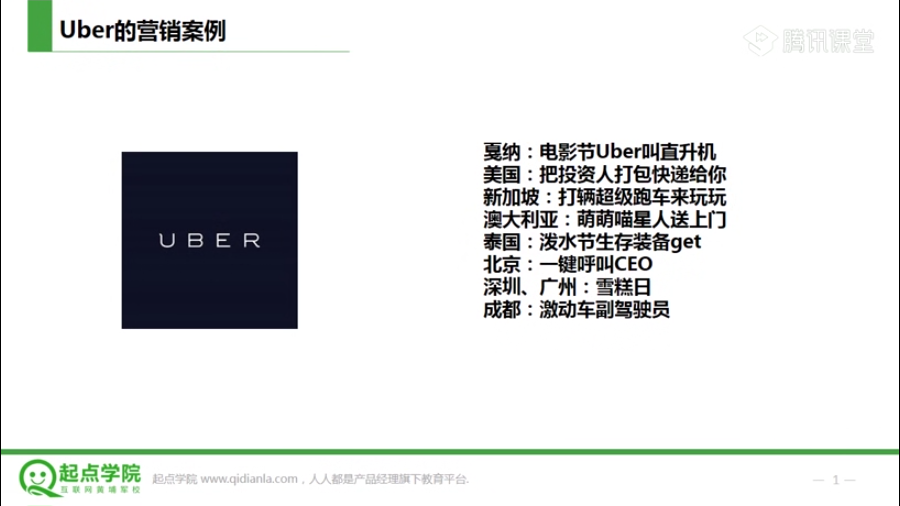 Uber的营销案例
腾讯课堂
UBER
戛纳：电影节Uber叫直升机
美国：把投资人打包快递给你
新加坡：打辆超级跑车来玩玩
澳大利亚：萌萌喵星人送上门
泰国：泼水节生存装备get
北京：一键呼叫CEO
深圳、广州：雪糕日
成都：激动车副驾驶员
起点学院
互联网黄埔军校
起点学院 www.qidianla.com，人人都是产品经理旗下教育平台.
— 1 —